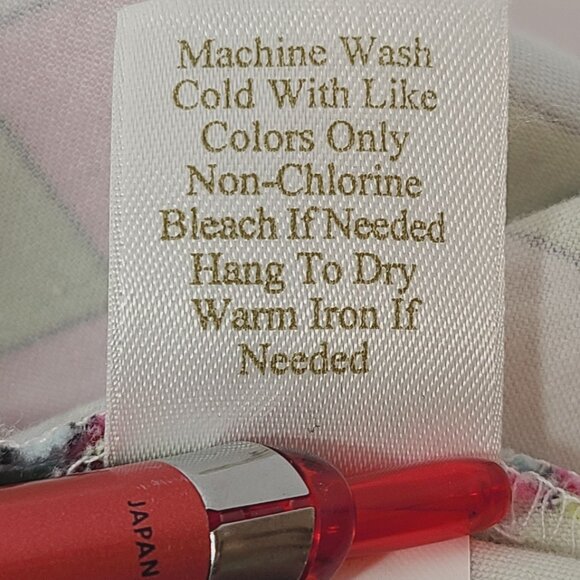 Machine Wash
Cold With Like
Colors Only
Non-Chlorine
Bleach If Needed
Hang To Dry
Warm Iron If
Needed
JAPAN